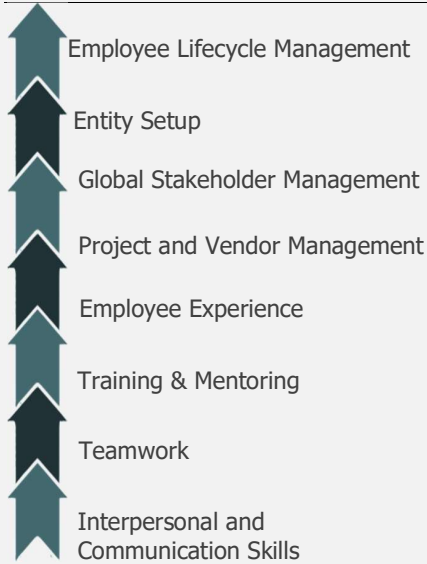 Employee Lifecycle Management
Entity Setup
Global Stakeholder Management
Project and Vendor Management
Employee Experience
Training & Mentoring
Teamwork
Interpersonal and
Communication Skills